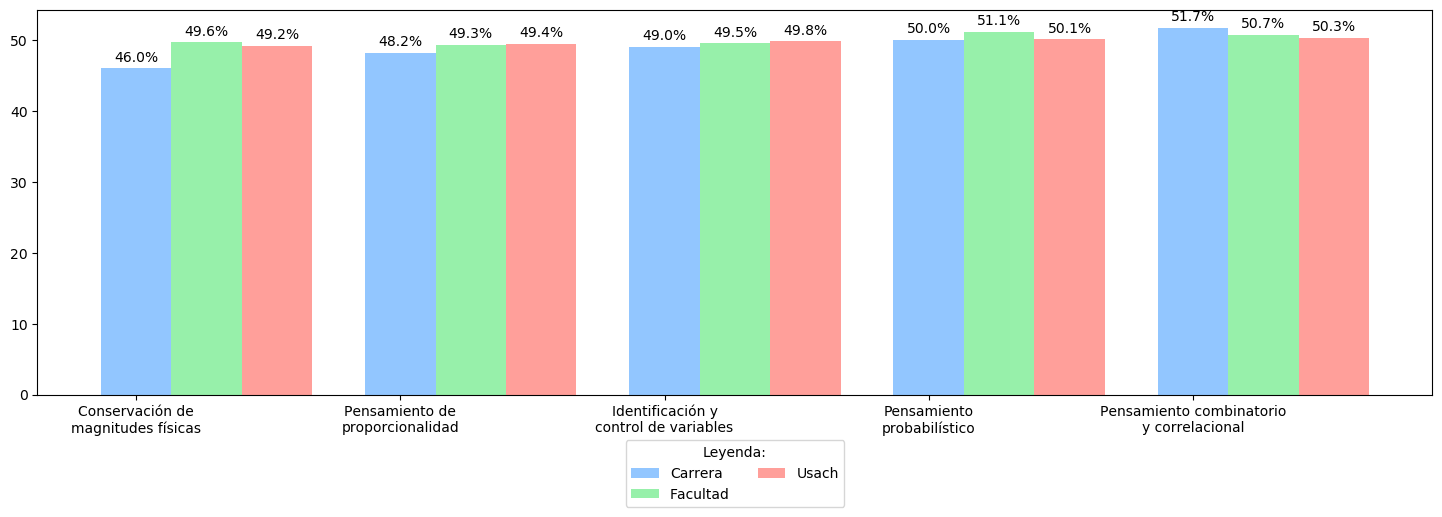 46.0%
49.6%
49.2%
48.2%
49.3%
49.4%
49.0%
49.5%
49.8%
50.0%
51.1%
50.1%
51.7%
50.7%
50.3%
50
40
30
20
10
0
Conservación de
magnitudes físicas
Pensamiento de
proporcionalidad
Identificación y
control de variables
Pensamiento
probabilístico
Pensamiento combinatorio
y correlacional
Leyenda:
Carrera
Facultad
Usach